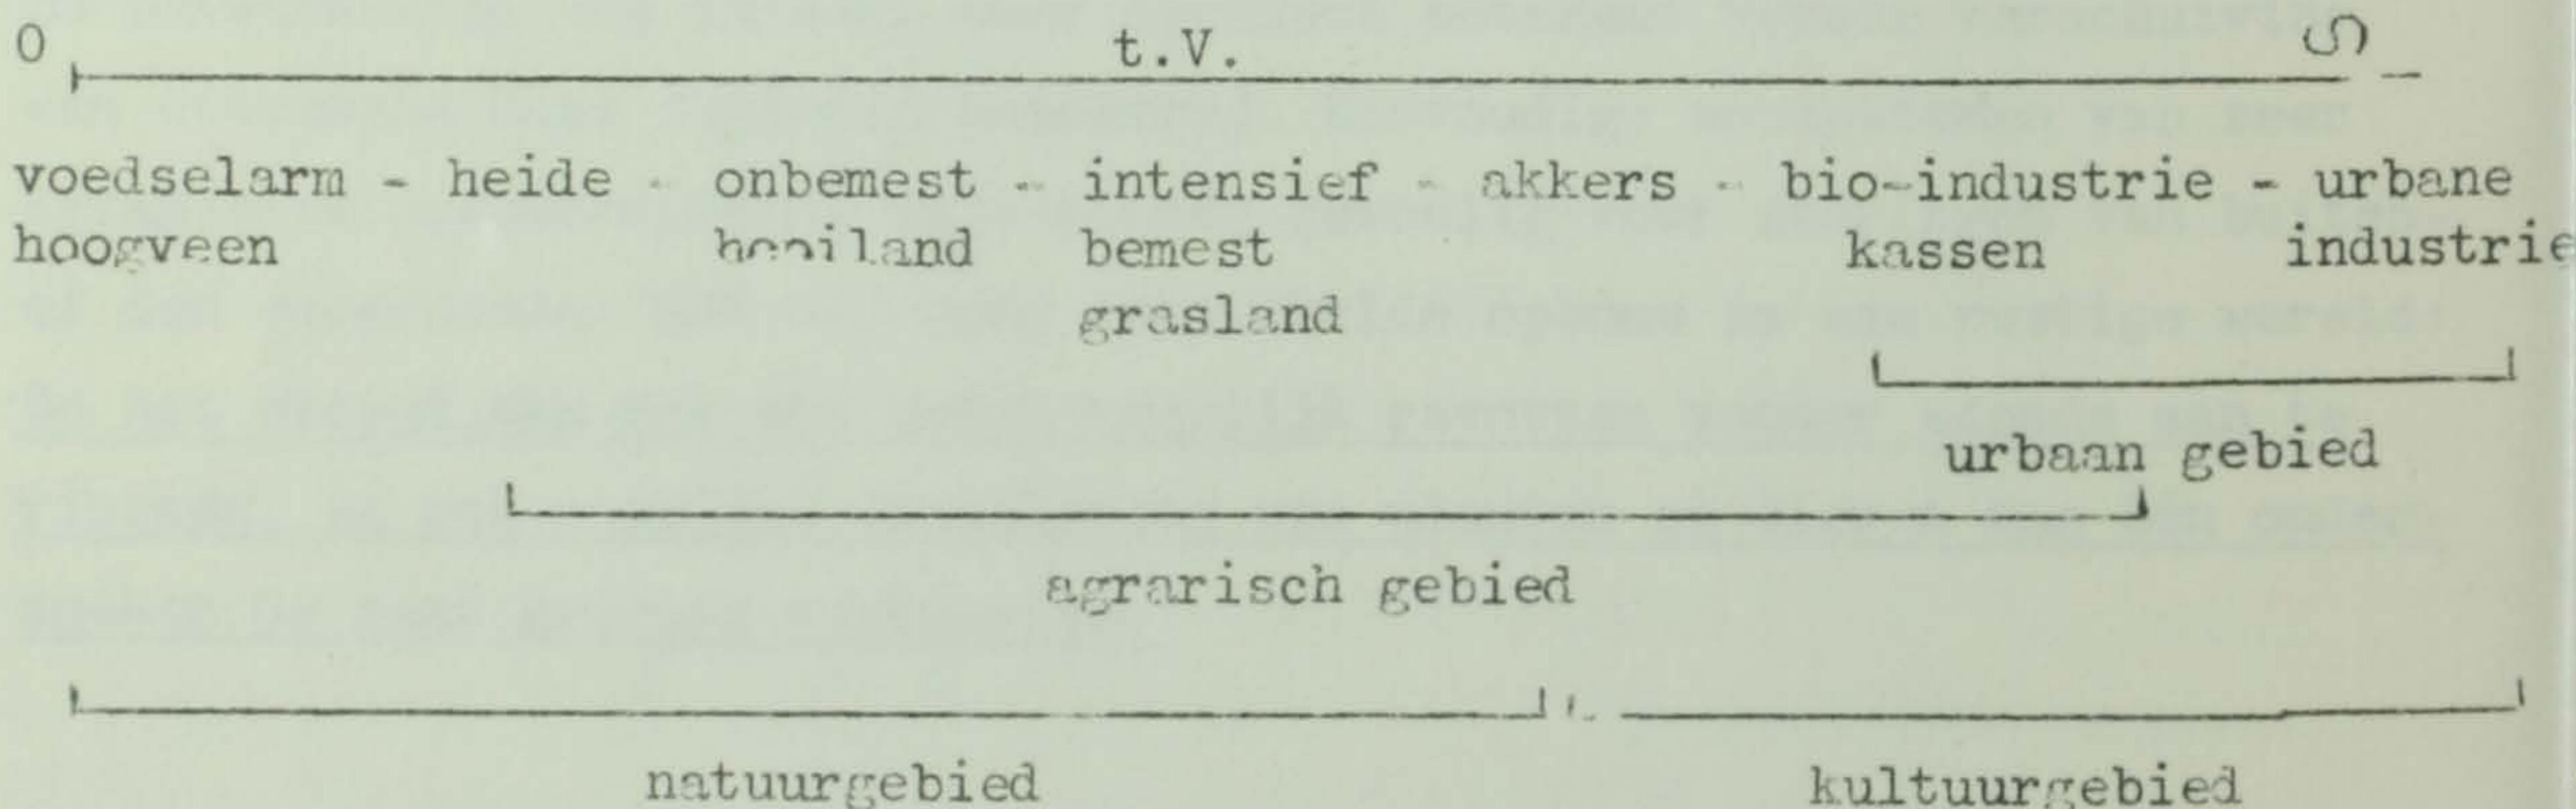 0 t.V.
voedselarm - heide - onbemest - intensief - akkers - bio-industrie - urbane
hoogveen hooiland bemest kassen industrie
grasland
urbaan gebied
agrarisch gebied
natuurgebied kultuurgebied